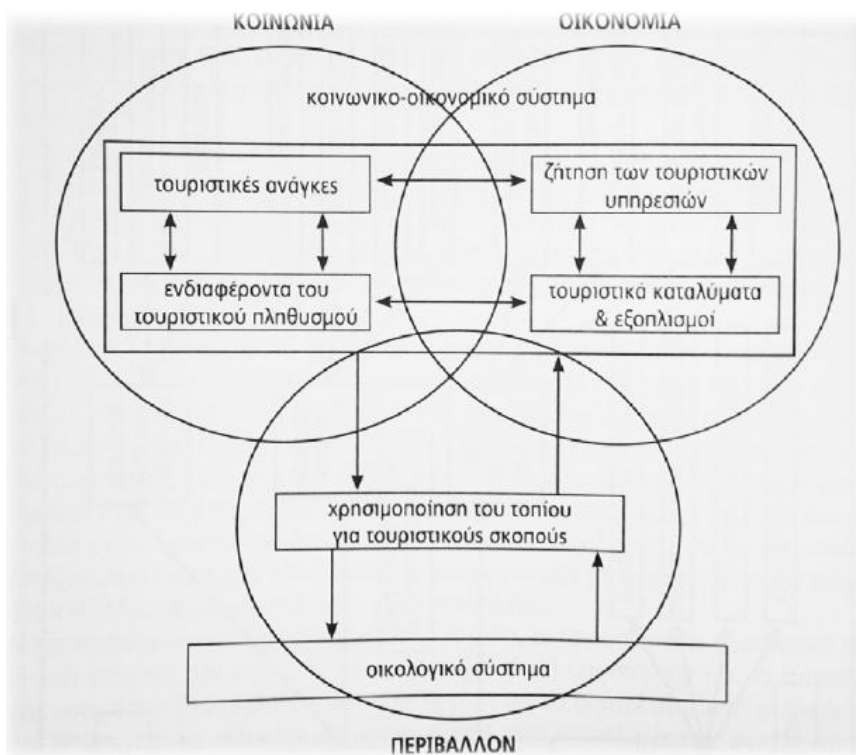 ΚΟΙΝΩΝΙΑ
ΟΙΚΟΝΟΜΙΑ
κοινωνικο-οικονομικό σύστημα
τουριστικές ανάγκες
ζήτηση των τουριστικών
υπηρεσιών
ενδιαφέροντα του
τουριστικού πληθυσμού
τουριστικά καταλύματα
& εξοπλισμοί
χρησιμοποίηση του τοπίου
για τουριστικούς σκοπούς
οικολογικό σύστημα
ΠΕΡΙΒΑΛΛΟΝ